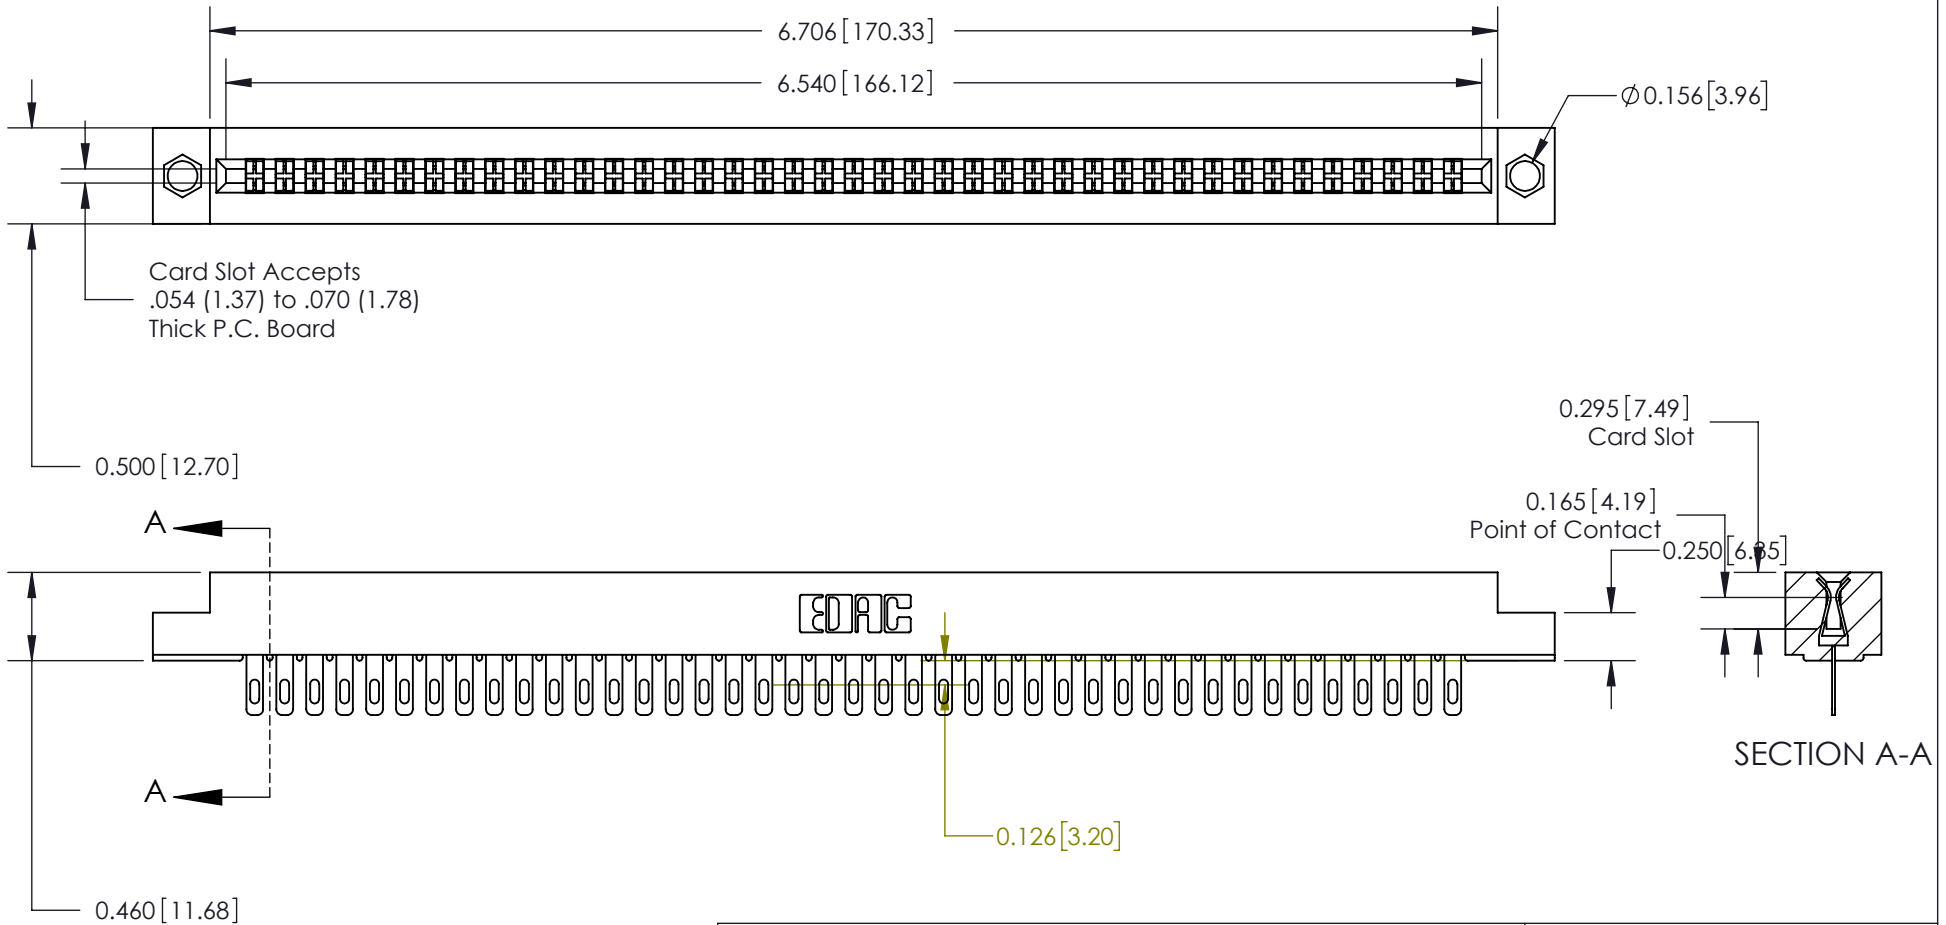 6.706[170.33]
6.540[166.12]
Ø0.156[3.96]
Card Slot Accepts
.054 (1.37) to .070 (1.78)
Thick P.C. Board
0.295[7.49]
Card Slot
0.500[12.70]
0.165[4.19]
Point of Contact
A
0.250[6.35]
EDAC
SECTION A-A
A
0.126[3.20]
0.460[11.68]